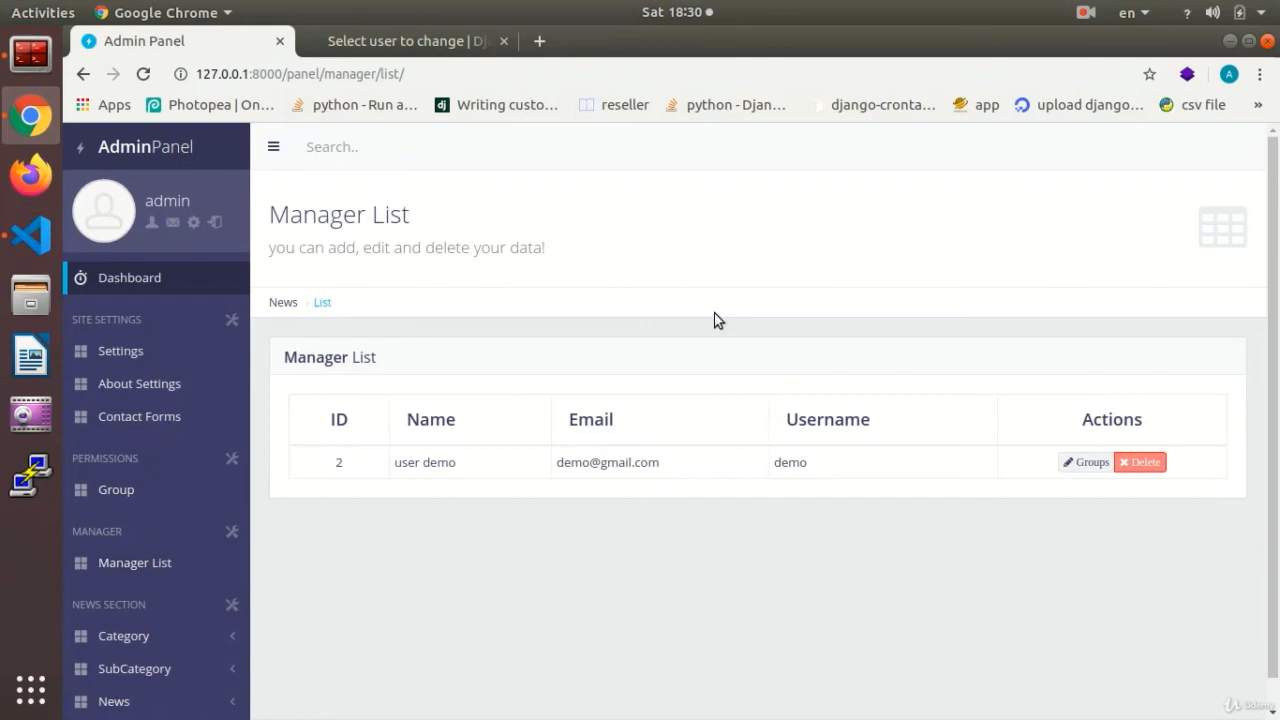 Activities Google Chrome Sat 18:30 en ?
Admin Panel Select user to change | Dj
127.0.0.1:8000/panel/manager/list/ A
Apps Photopea | On... python - Run a... dj Writing custo... reseller python - Djan... django-cronta... app upload django... csv file »
AdminPanel Search..
admin
Manager List
you can add, edit and delete your data!
Dashboard
News List
SITE SETTINGS
Settings
About Settings
Contact Forms
PERMISSIONS
Group
MANAGER
Manager List
NEWS SECTION
Category
SubCategory
News
Manager List
ID Name Email Username Actions
2 user demo demo@gmail.com demo Groups Delete
Udemy